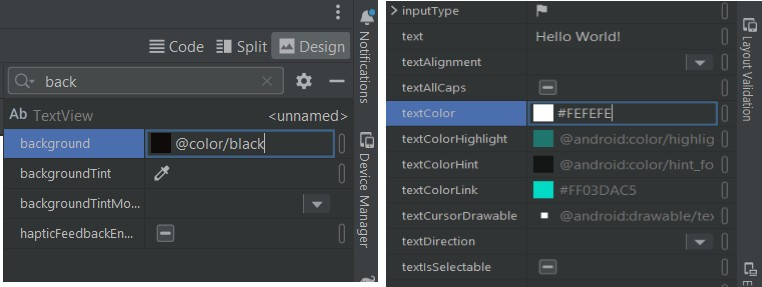 Code Split Design
back
Ab TextView <unnamed>
background @color/black
backgroundTint
backgroundTintMo...
hapticFeedbackEn...
Notifications
Device Manager
inputType
text Hello World!
textAlignment
textAllCaps
textColor #FEFEFE
textColorHighlight @android:color/highlig
textColorHint @android:color/hint_fo
textColorLink #FF03DAC5
textCursorDrawable @android:drawable/tex
textDirection
textIsSelectable
Layout Validation